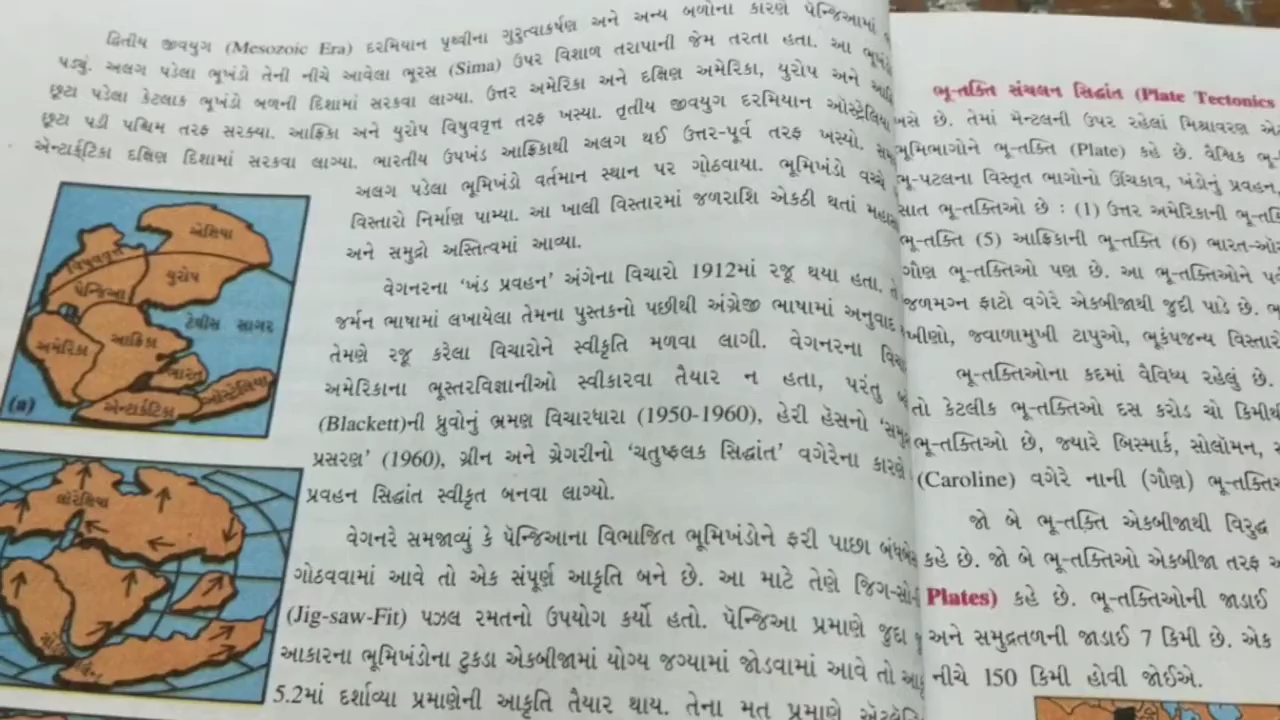 દ્વિતીય જીવયુગ (Mesozoic Era) દરમિયાન પૃથ્વીના ગુરુત્વાકર્ષણ અને અન્ય બળોના કારણે પૅન્જિઆમાં
પડ્યું. અલગ પડેલા ભૂખંડો તેની નીચે આવેલા ભૂરસ (Sima) ઉપર વિશાળ તરાપાની જેમ તરતા હતા. આ ભૂખંડ
છૂટા પડેલા કેટલાક ભૂખંડો બળની દિશામાં સરકવા લાગ્યા. ઉત્તર અમેરિકા અને દક્ષિણ અમેરિકા, યુરોપ અને
છૂટા પડી પશ્ચિમ તરફ સરક્યા. આફ્રિકા અને યુરોપ વિષુવવૃત્ત તરફ ખસ્યા. તૃતીય જીવયુગ દરમિયાન ઑસ્ટ્રેલિયા
એન્ટાર્ક્ટિકા દક્ષિણ દિશામાં સરકવા લાગ્યા. ભારતીય ઉપખંડ આફ્રિકાથી અલગ થઈ ઉત્તર-પૂર્વ તરફ ખસ્યો.
અલગ પડેલા ભૂમિખંડો વર્તમાન સ્થાન પર ગોઠવાયા. ભૂમિખંડો વચ્ચે
વિસ્તારો નિર્માણ પામ્યા. આ ખાલી વિસ્તારમાં જળરાશિ એકઠી થતાં
અને સમુદ્રો અસ્તિત્વમાં આવ્યા.
વેગનરના ‘ખંડ પ્રવહન’ અંગેના વિચારો 1912માં રજૂ થયા હતા.
જર્મન ભાષામાં લખાયેલા તેમના પુસ્તકનો પછીથી અંગ્રેજી ભાષામાં અનુવાદ
તેમણે રજૂ કરેલા વિચારોને સ્વીકૃતિ મળવા લાગી. વેગનરના
અમેરિકાના ભૂસ્તરવિજ્ઞાનીઓ સ્વીકારવા તૈયાર ન હતા, પરંતુ
(Blackett)ની ધ્રુવોનું ભ્રમણ વિચારધારા (1950-1960), હેરી હેસનો
પ્રસરણ’ (1960), ગ્રીન અને ગ્રેગરીનો ‘ચતુષ્ફલક સિદ્ધાંત’ વગેરેના કારણે
પ્રવહન સિદ્ધાંત સ્વીકૃત બનવા લાગ્યો.
વેગનરે સમજાવ્યું કે પૅન્જિઆના વિભાજિત ભૂમિખંડોને ફરી પાછા
ગોઠવવામાં આવે તો એક સંપૂર્ણ આકૃતિ બને છે. આ માટે તેણે જિગ-સો
(Jig-saw-Fit) પઝલ રમતનો ઉપયોગ કર્યો હતો. પૅન્જિઆ પ્રમાણે જુદા
આકારના ભૂમિખંડોના ટુકડા એકબીજામાં યોગ્ય જગ્યામાં જોડવામાં આવે તો
5.2માં દર્શાવ્યા પ્રમાણેની આકૃતિ તૈયાર થાય. તેના મત પ્રમાણે
એશિયા
વિષુવવૃત્ત
યુરોપ
પેન્જિઆ
ટેથીસ સાગર
આફ્રિકા
અમેરિકા
ભારત
ઑસ્ટ્રેલિયા
એન્ટાર્કટિકા
(a)
લોરેશિયા
ભૂ-તક્તિ સંચલન સિદ્ધાંત (Plate Tectonics
ખસે છે. તેમાં મેન્ટલની ઉપર રહેલાં મિશ્રાવરણ
ભૂમિભાગોને ભૂ-તક્તિ (Plate) કહે છે. વૈશ્વિક
ભૂ-પટલના વિસ્તૃત ભાગોનો ઊંચકાવ, ખંડોનું પ્રવહન
સાત ભૂ-તક્તિઓ છે : (1) ઉત્તર અમેરિકાની
ભૂ-તક્તિ (5) આફ્રિકાની ભૂ-તક્તિ (6)
ગૌણ ભૂ-તક્તિઓ પણ છે. આ ભૂ-તક્તિઓને
જળમગ્ન ફાટો વગેરે એકબીજાથી જુદી પાડે છે.
ખીણો, જ્વાળામુખી ટાપુઓ, ભૂકંપજન્ય
ભૂ-તક્તિઓના કદમાં વૈવિધ્ય રહેલું છે.
તો કેટલીક ભૂ-તક્તિઓ દસ કરોડ ચો
ભૂ-તક્તિઓ છે, જ્યારે બિસ્માર્ક, સોલૉમન,
(Caroline) વગેરે નાની (ગૌણ)
જો બે ભૂ-તક્તિ એકબીજાથી વિરુદ્ધ
કહે છે. જો બે ભૂ-તક્તિઓ એકબીજા તરફ
Plates) કહે છે. ભૂ-તક્તિઓની જાડાઈ
અને સમુદ્રતળની જાડાઈ 7 કિમી છે. એક
નીચે 150 કિમી હોવી જોઈએ.